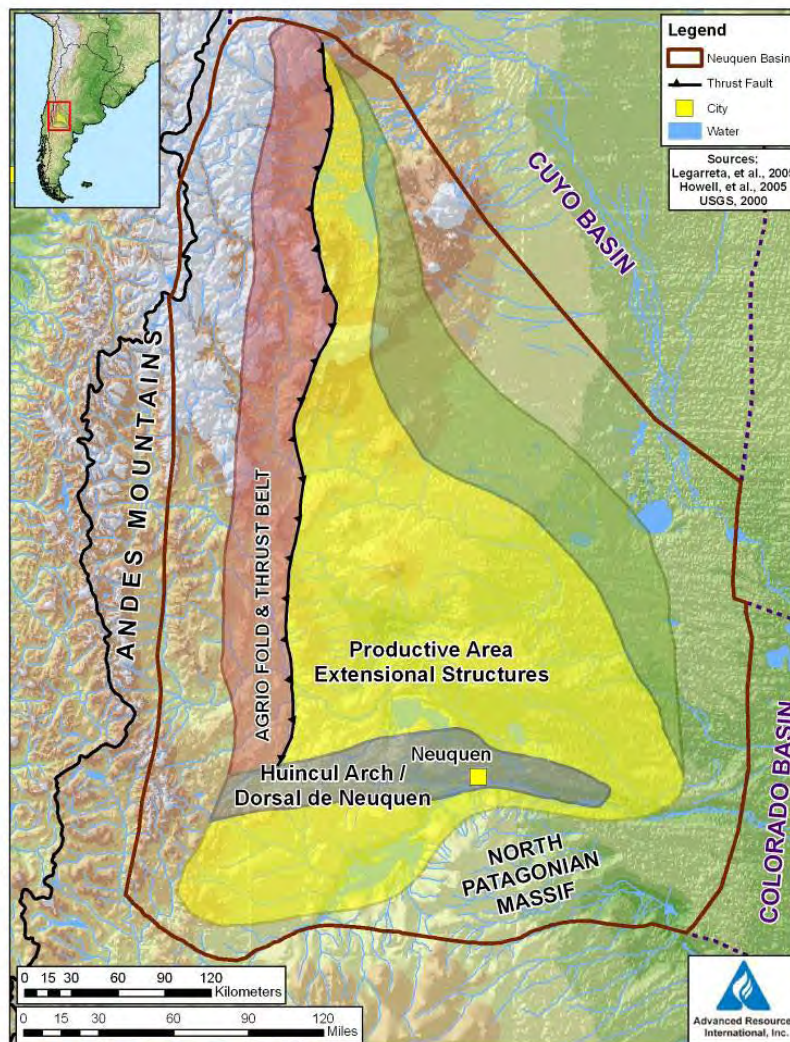 Legend
Neuquen Basin
Thrust Fault
City
Water
Sources:
Legarreta, et al., 2005
Howell, et al., 2005
USGS, 2000
CUYO BASIN
ANDES MOUNTAINS
AGRIO FOLD & THRUST BELT
Productive Area
Extensional Structures
Neuquen
Huincul Arch /
Dorsal de Neuquen
NORTH
PATAGONIAN
MASSIF
COLORADO BASIN
0 15 30 60 90 120
Kilometers
0 15 30 60 90 120
Miles
Advanced Resources
International, Inc.